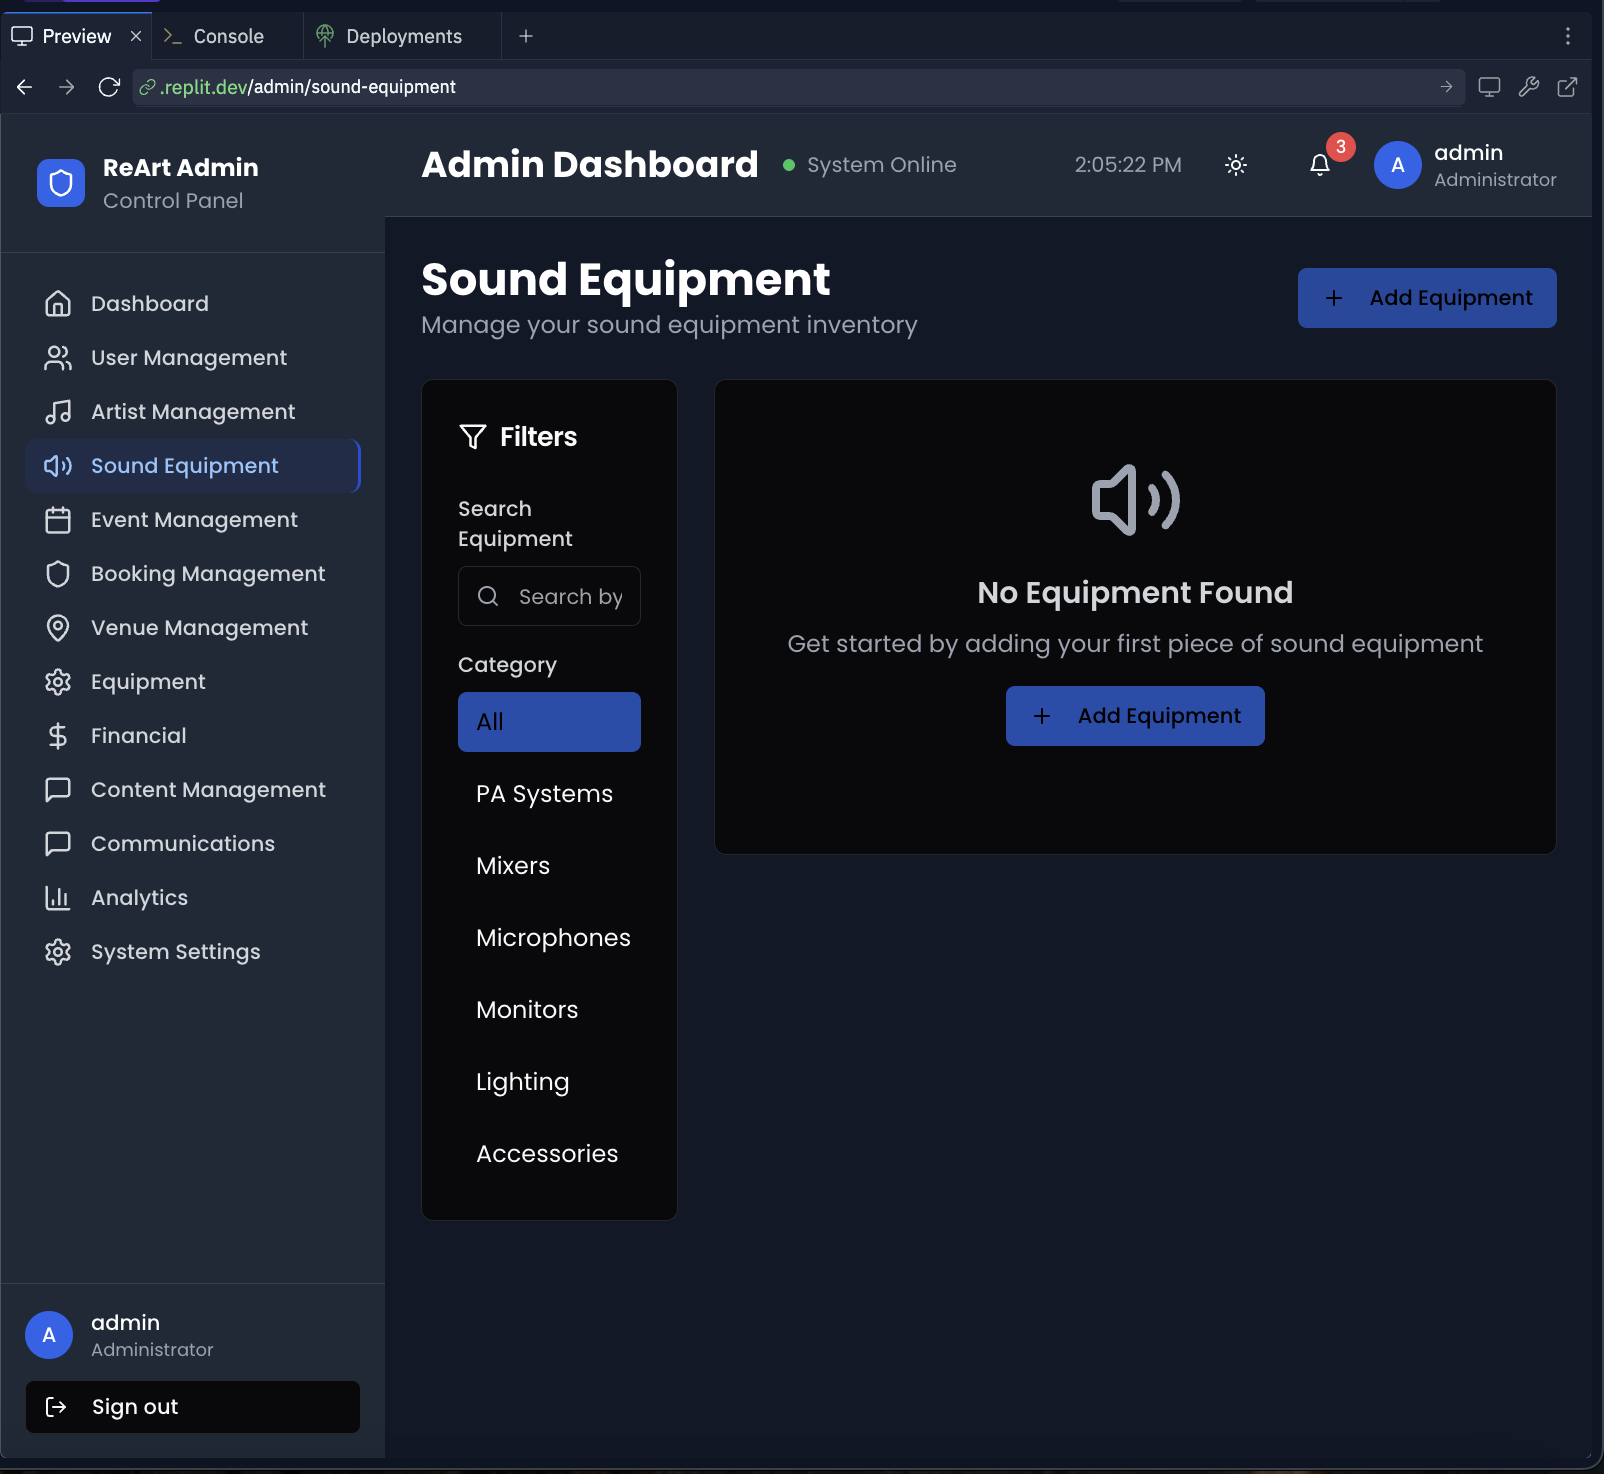 Preview
Console
Deployments
.replit.dev/admin/sound-equipment
ReArt Admin
Control Panel
Admin Dashboard
System Online
2:05:22 PM
3
A
admin
Administrator
Dashboard
User Management
Artist Management
Sound Equipment
Event Management
Booking Management
Venue Management
Equipment
Financial
Content Management
Communications
Analytics
System Settings
A
admin
Administrator
Sign out
Sound Equipment
Manage your sound equipment inventory
+ Add Equipment
Filters
Search
Equipment
Search by
Category
All
PA Systems
Mixers
Microphones
Monitors
Lighting
Accessories
No Equipment Found
Get started by adding your first piece of sound equipment
+ Add Equipment